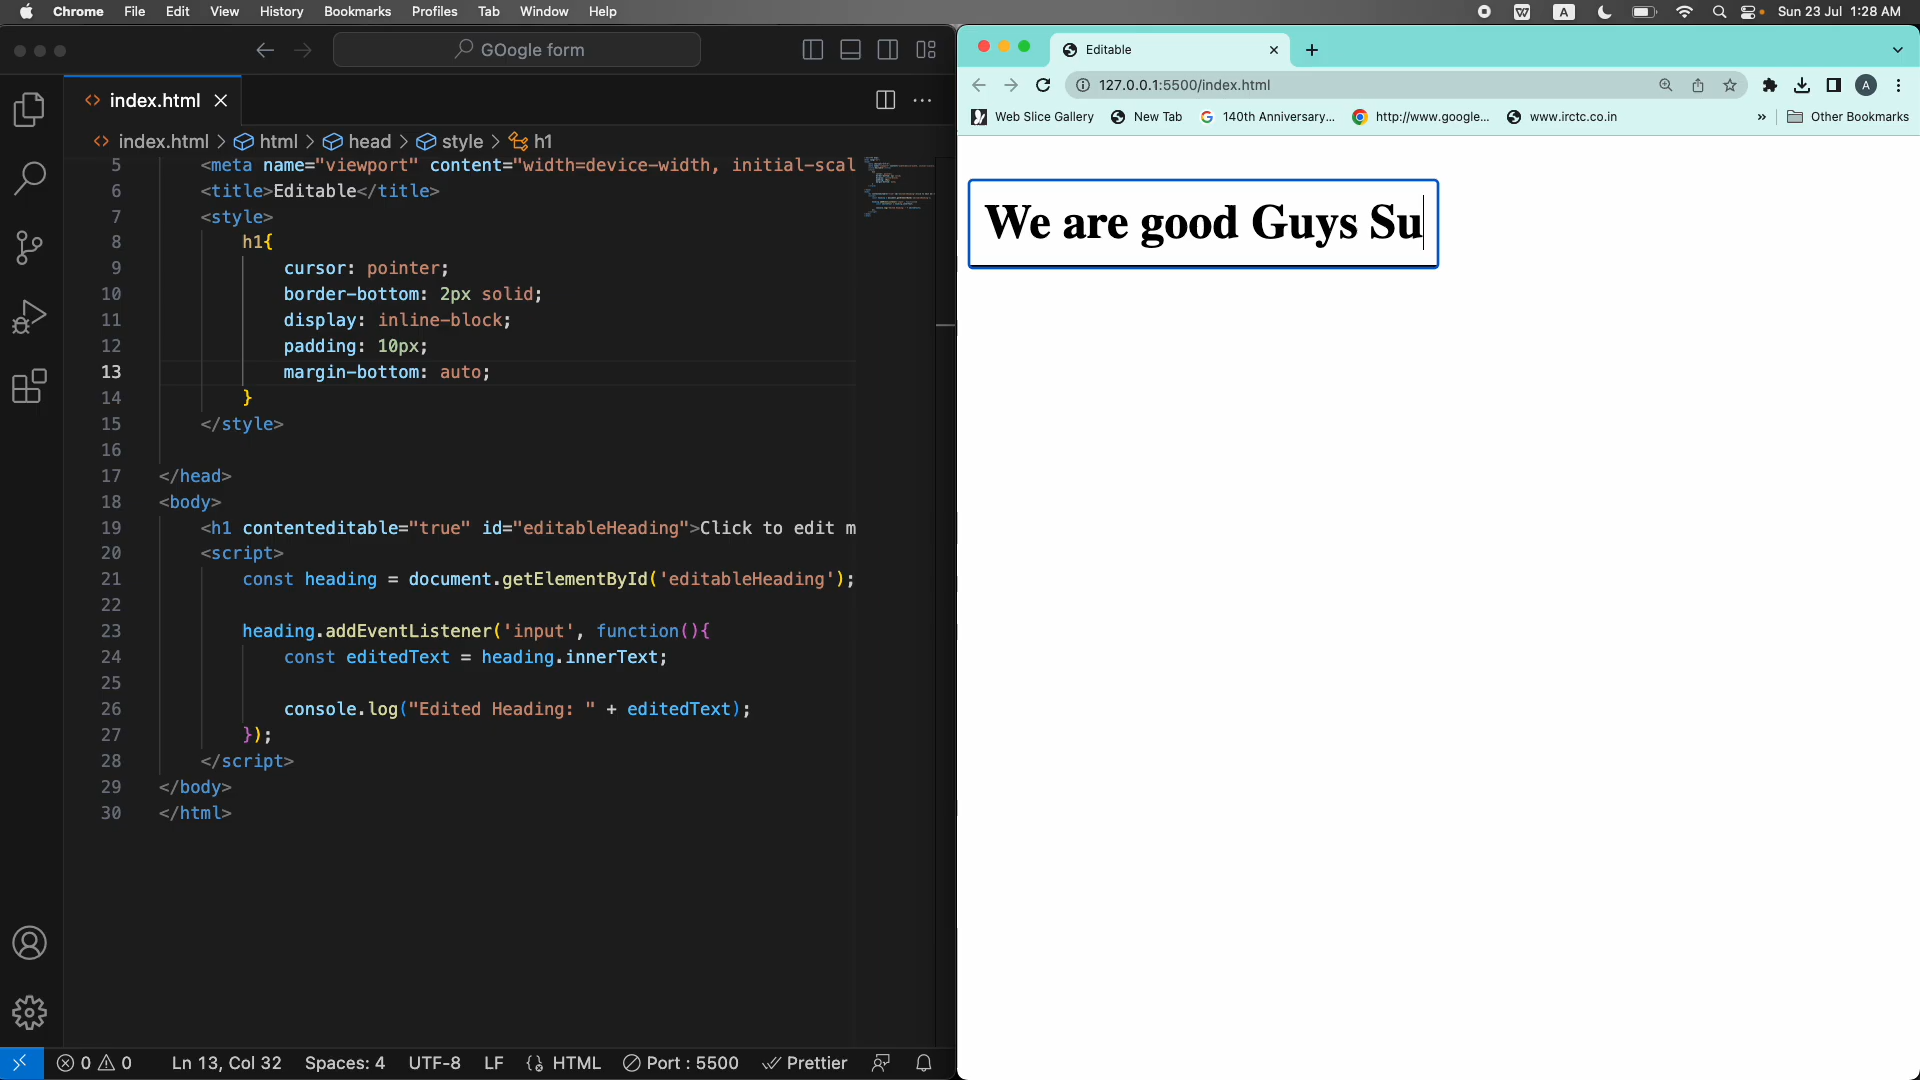 Chrome File Edit View History Bookmarks Profiles Tab Window Help
A
Sun 23 Jul 1:28 AM
GOogle form
index.html
index.html > html > head > style > h1
5 <meta name="viewport" content="width=device-width, initial-scal
6 <title>Editable</title>
7 <style>
8 h1{
9 cursor: pointer;
10 border-bottom: 2px solid;
11 display: inline-block;
12 padding: 10px;
13 margin-bottom: auto;
14 }
15 </style>
16
17 </head>
18 <body>
19 <h1 contenteditable="true" id="editableHeading">Click to edit m
20 <script>
21 const heading = document.getElementById('editableHeading');
22
23 heading.addEventListener('input', function(){
24 const editedText = heading.innerText;
25
26 console.log("Edited Heading: " + editedText);
27 });
28 </script>
29 </body>
30 </html>
0 0 Ln 13, Col 32 Spaces: 4 UTF-8 LF HTML Port : 5500 Prettier
Editable
127.0.0.1:5500/index.html
A
Web Slice Gallery New Tab 140th Anniversary... http://www.google... www.irctc.co.in » Other Bookmarks
We are good Guys Su